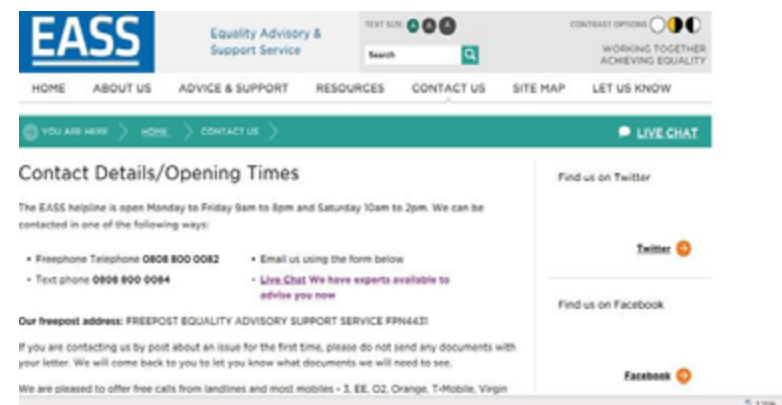 EASS
Equality Advisory &
Support Service
TEXT SIZE A A A
Search
CONTRAST OPTIONS
WORKING TOGETHER
ACHIEVING EQUALITY
HOME ABOUT US ADVICE & SUPPORT RESOURCES CONTACT US SITE MAP LET US KNOW
YOU ARE HERE HOME CONTACT US LIVE CHAT
Contact Details/Opening Times
The EASS helpline is open Monday to Friday 9am to 8pm and Saturday 10am to 2pm. We can be
contacted in one of the following ways:
• Freephone Telephone 0808 800 0082
• Text phone 0808 800 0084
• Email us using the form below
• Live Chat We have experts available to
advise you now
Our freepost address: FREEPOST EQUALITY ADVISORY SUPPORT SERVICE FPN4431
If you are contacting us by post about an issue for the first time, please do not send any documents with
your letter. We will come back to you to let you know what documents we will need to see.
We are pleased to offer free calls from landlines and most mobiles - 3, EE, O2, Orange, T-Mobile, Virgin
Find us on Twitter
Twitter
Find us on Facebook
Facebook
125%